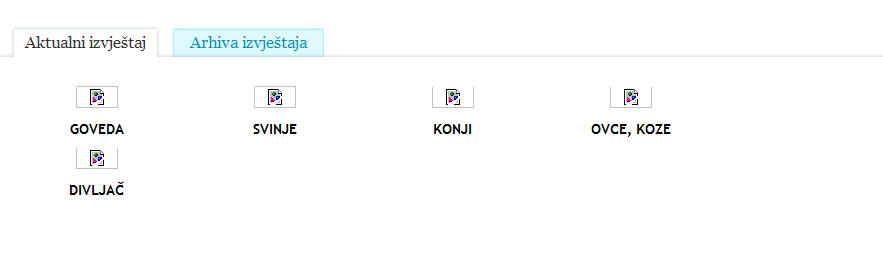 Aktualni izvještaj Arhiva izvještaja
GOVEDA SVINJE KONJI OVCE, KOZE
DIVLJAČ